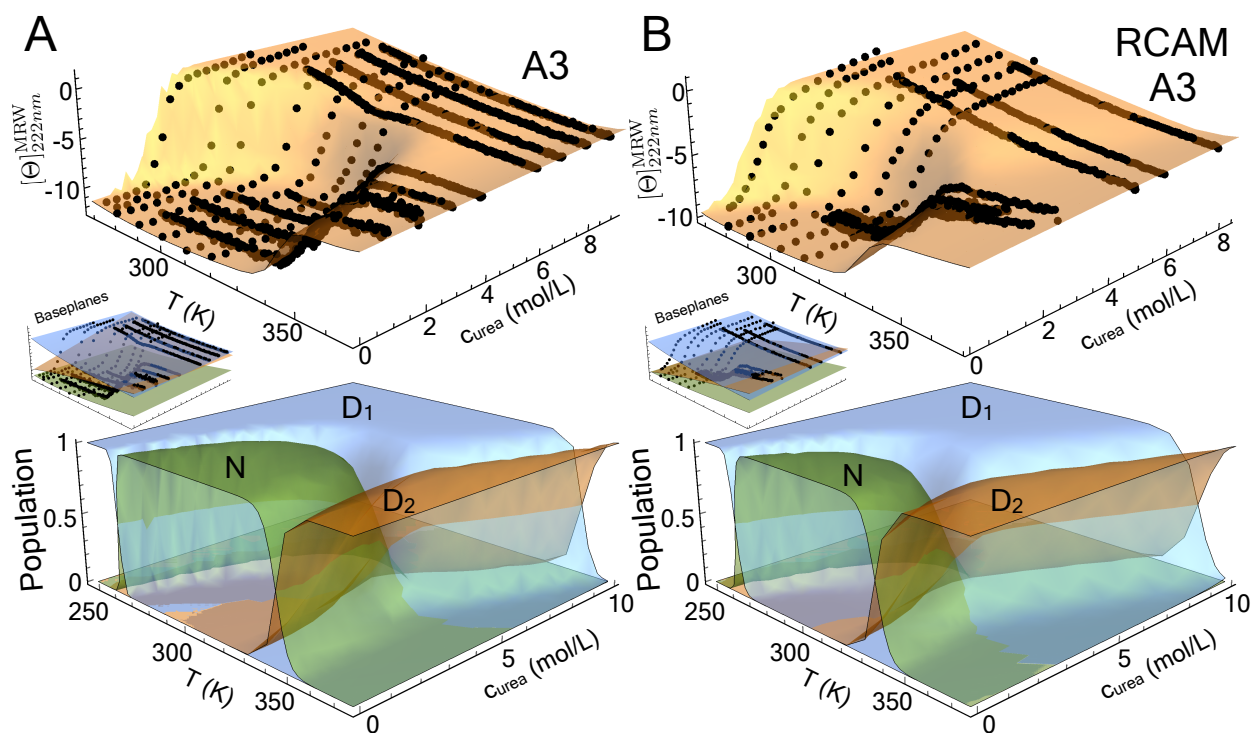 A
A3
[Θ]MRW222nm
0
-5
-10
300
350
T (K)
0
2
4
6
8
curea (mol/L)
B
RCAM
A3
[Θ]MRW222nm
0
-5
-10
300
350
T (K)
0
2
4
6
8
curea (mol/L)
Baseplanes
Baseplanes
D1
N
D2
Population
1
0.5
0
250
300
350
T (K)
0
5
10
curea (mol/L)
D1
N
D2
Population
1
0.5
0
250
300
350
T (K)
0
5
10
curea (mol/L)